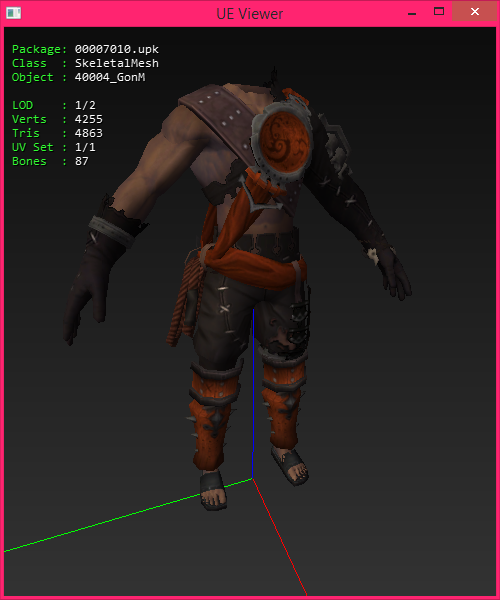 UE Viewer
Package: 00007010.upk
Class : SkeletalMesh
Object : 40004_GonM
LOD : 1/2
Verts : 4255
Tris : 4863
UV Set : 1/1
Bones : 87